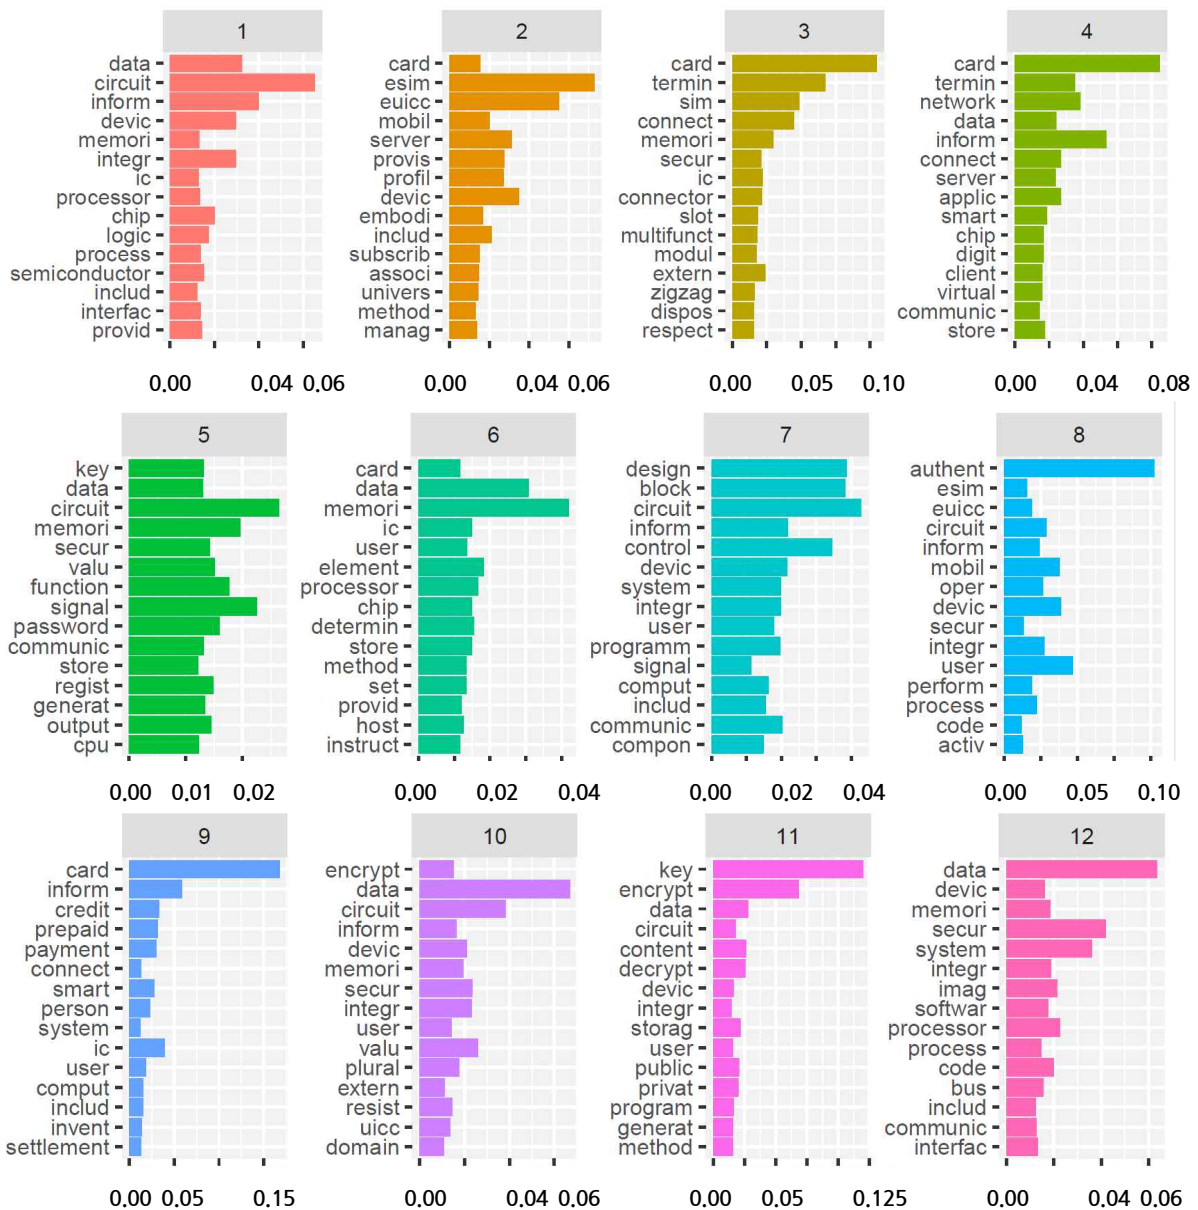 1
data
circuit
inform
devic
memori
integr
ic
processor
chip
logic
process
semiconductor
includ
interfac
provid
0.00 0.04 0.06
2
card
esim
euicc
mobil
server
provis
profil
devic
embodi
includ
subscrib
associ
univers
method
manag
0.00 0.04 0.06
3
card
termin
sim
connect
memori
secur
ic
connector
slot
multifunct
modul
extern
zigzag
dispos
respect
0.00 0.05 0.10
4
card
termin
network
data
inform
connect
server
applic
smart
chip
digit
client
virtual
communic
store
0.00 0.04 0.08
5
key
data
circuit
memori
secur
valu
function
signal
password
communic
store
regist
generat
output
cpu
0.00 0.01 0.02
6
card
data
memori
ic
user
element
processor
chip
determin
store
method
set
provid
host
instruct
0.00 0.02 0.04
7
design
block
circuit
inform
control
devic
system
integr
user
programm
signal
comput
includ
communic
compon
0.00 0.02 0.04
8
authent
esim
euicc
circuit
inform
mobil
oper
devic
secur
integr
user
perform
process
code
activ
0.00 0.05 0.10
9
card
inform
credit
prepaid
payment
connect
smart
person
system
ic
user
comput
includ
invent
settlement
0.00 0.05 0.15
10
encrypt
data
circuit
inform
devic
memori
secur
integr
user
valu
plural
extern
resist
uicc
domain
0.00 0.04 0.06
11
key
encrypt
data
circuit
content
decrypt
devic
integr
storag
user
public
privat
program
generat
method
0.00 0.05 0.125
12
data
devic
memori
secur
system
integr
imag
softwar
processor
process
code
bus
includ
communic
interfac
0.00 0.04 0.06